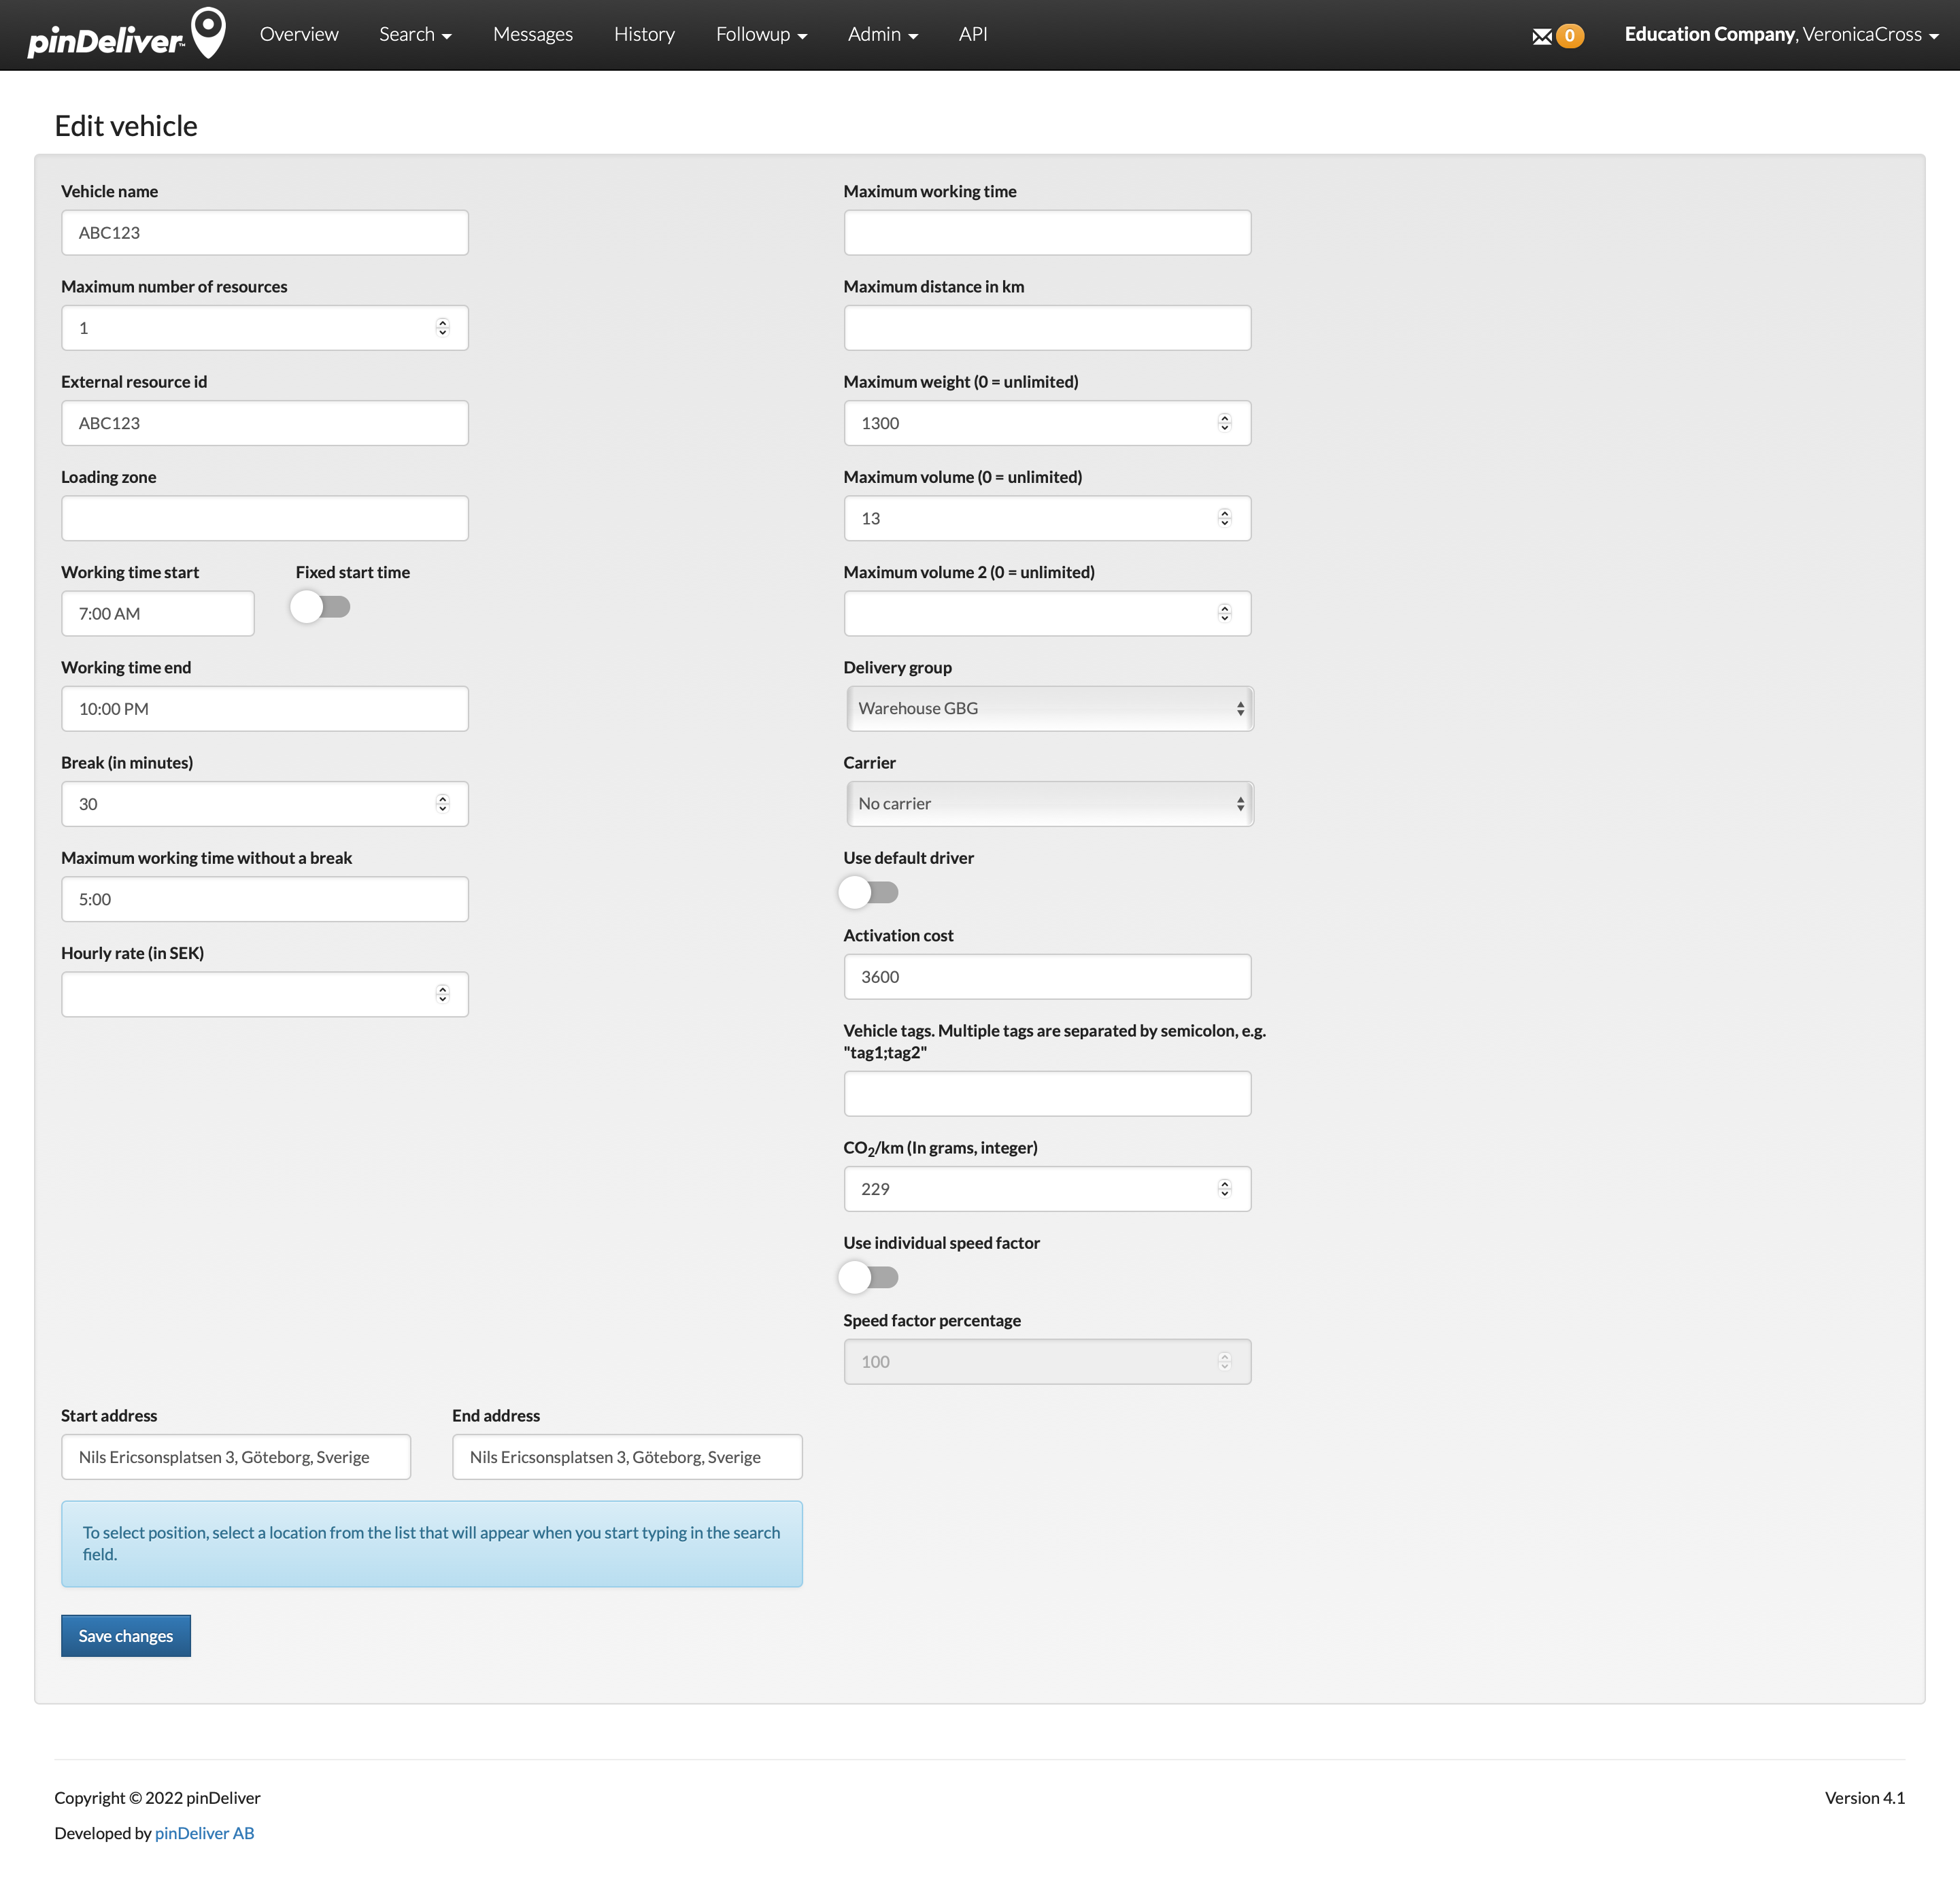 pinDeliver™ Overview Search Messages History Followup Admin API 0 Education Company, VeronicaCross
Edit vehicle
Vehicle name
ABC123
Maximum number of resources
1
External resource id
ABC123
Loading zone
Working time start Fixed start time
7:00 AM
Working time end
10:00 PM
Break (in minutes)
30
Maximum working time without a break
5:00
Hourly rate (in SEK)
Maximum working time
Maximum distance in km
Maximum weight (0 = unlimited)
1300
Maximum volume (0 = unlimited)
13
Maximum volume 2 (0 = unlimited)
Delivery group
Warehouse GBG
Carrier
No carrier
Use default driver
Activation cost
3600
Vehicle tags. Multiple tags are separated by semicolon, e.g.
"tag1;tag2"
CO₂/km (In grams, integer)
229
Use individual speed factor
Speed factor percentage
100
Start address End address
Nils Ericsonsplatsen 3, Göteborg, Sverige Nils Ericsonsplatsen 3, Göteborg, Sverige
To select position, select a location from the list that will appear when you start typing in the search
field.
Save changes
Copyright © 2022 pinDeliver Version 4.1
Developed by pinDeliver AB